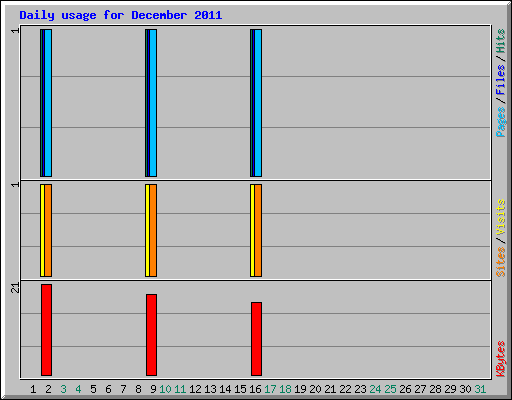 Daily usage for December 2011
1
1
21
Pages / Files / Hits
Sites / Visits
KBytes
1 2 3 4 5 6 7 8 9 10 11 12 13 14 15 16 17 18 19 20 21 22 23 24 25 26 27 28 29 30 31